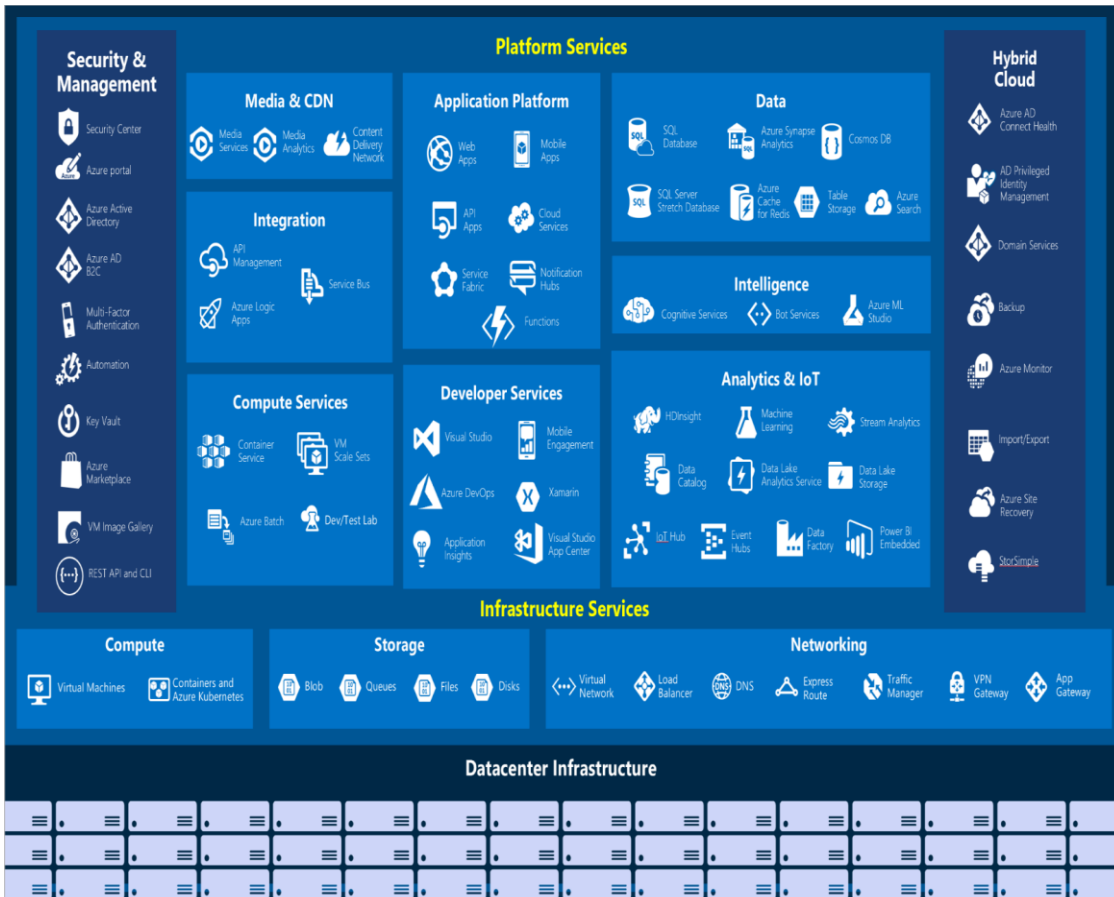 Platform Services
Security &
Management
Security Center
Azure portal
Azure
Azure Active
Directory
Azure AD
B2C
Multi-Factor
Authentication
Automation
Key Vault
Azure
Marketplace
VM Image Gallery
REST API and CLI
Media & CDN
Media
Services
Media
Analytics
Content
Delivery
Network
Integration
API
Management
Service Bus
Azure Logic
Apps
Compute Services
Container
Service
VM
Scale Sets
Azure Batch
Dev/Test Lab
Application Platform
Web
Apps
Mobile
Apps
API
Apps
Cloud
Services
Service
Fabric
Notification
Hubs
Functions
Developer Services
Visual Studio
Mobile
Engagement
Azure DevOps
Xamarin
Application
Insights
Visual Studio
App Center
Data
SQL
SQL
Database
SQL
Azure Synapse
Analytics
Cosmos DB
SQL
SQL Server
Stretch Database
Azure
Cache
for Redis
Table
Storage
Azure
Search
Intelligence
Cognitive Services
Bot Services
Azure ML
Studio
Analytics & IoT
HDInsight
Machine
Learning
Stream Analytics
Data
Catalog
Data Lake
Analytics Service
Data Lake
Storage
IoT Hub
Event
Hubs
Data
Factory
Power BI
Embedded
Hybrid
Cloud
Azure AD
Connect Health
AD Privileged
Identity
Management
Domain Services
Backup
Azure Monitor
Import/Export
Azure Site
Recovery
StorSimple
Infrastructure Services
Compute
Virtual Machines
Containers and
Azure Kubernetes
Storage
Blob
Queues
Files
Disks
Networking
Virtual
Network
Load
Balancer
DNS
DNS
Express
Route
Traffic
Manager
VPN
Gateway
App
Gateway
Datacenter Infrastructure